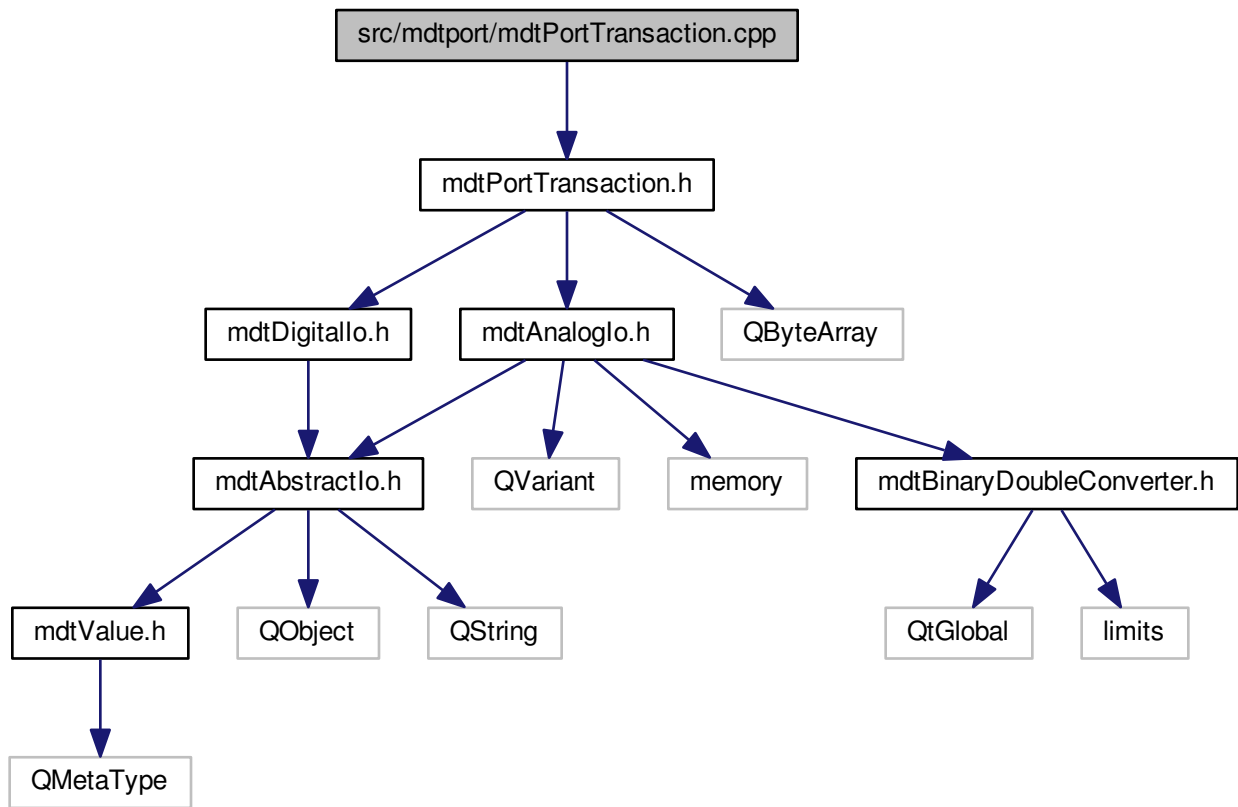 src/mdtport/mdtPortTransaction.cpp
mdtPortTransaction.h
mdtDigitalIo.h
mdtAnalogIo.h
QByteArray
mdtAbstractIo.h
QVariant
memory
mdtBinaryDoubleConverter.h
mdtValue.h
QObject
QString
QtGlobal
limits
QMetaType